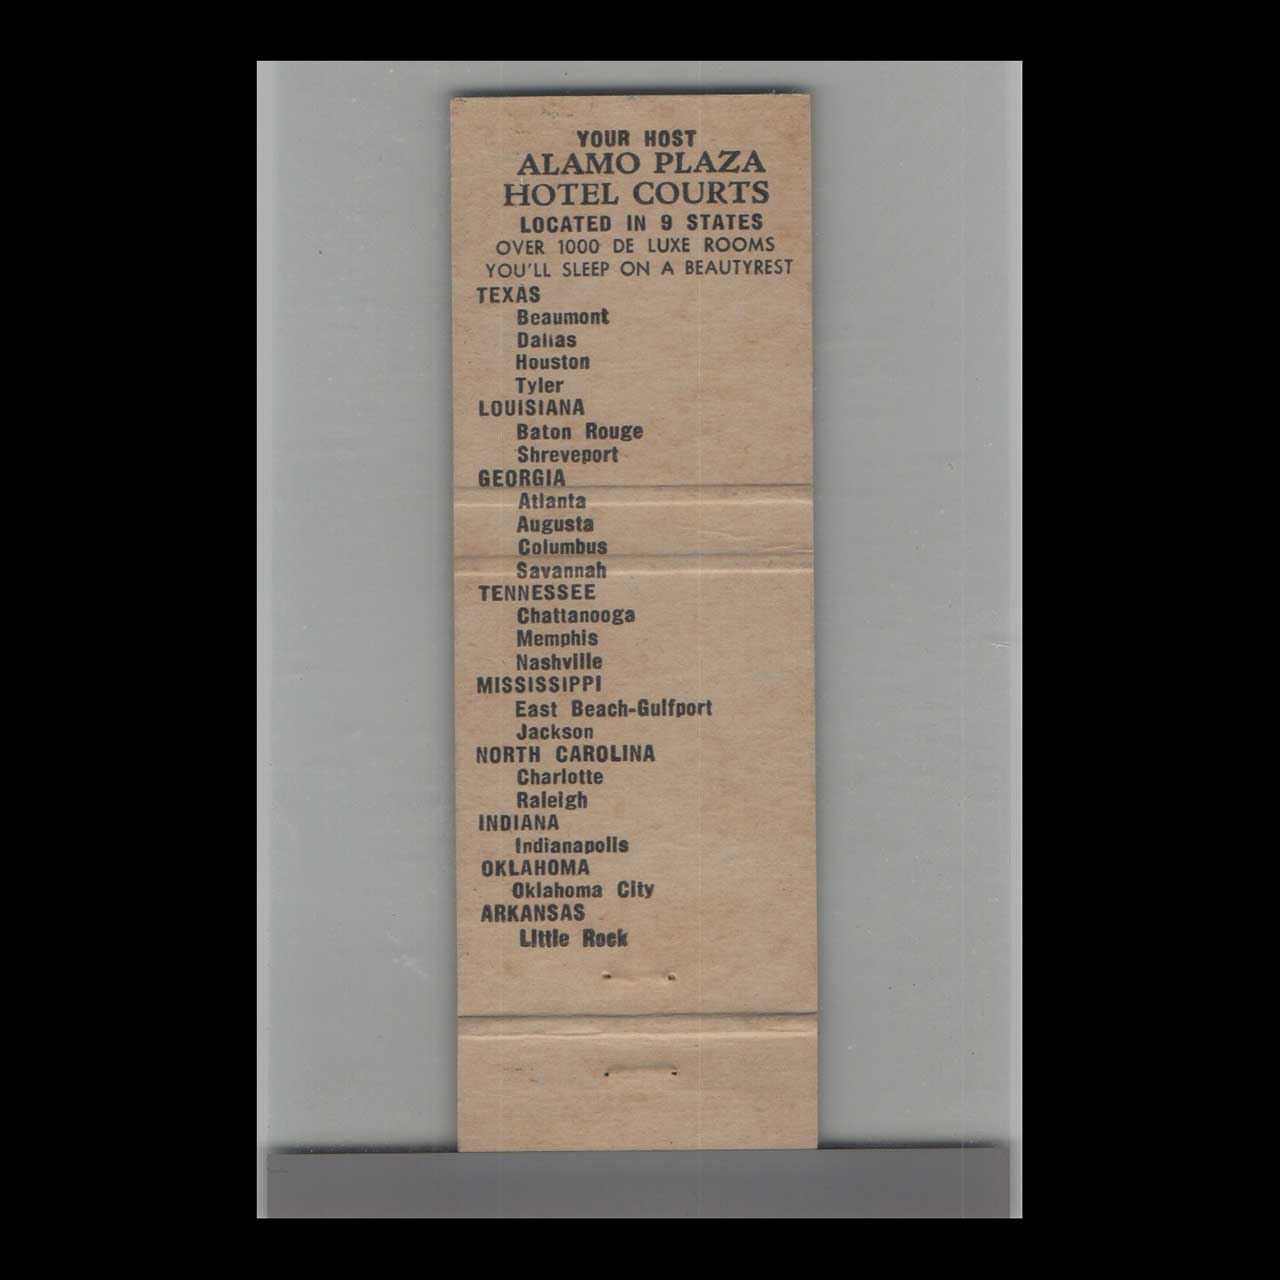 YOUR HOST
ALAMO PLAZA
HOTEL COURTS
LOCATED IN 9 STATES
OVER 1000 DE LUXE ROOMS
YOU'LL SLEEP ON A BEAUTYREST
TEXAS
Beaumont
Dallas
Houston
Tyler
LOUISIANA
Baton Rouge
Shreveport
GEORGIA
Atlanta
Augusta
Columbus
Savannah
TENNESSEE
Chattanooga
Memphis
Nashville
MISSISSIPPI
East Beach-Gulfport
Jackson
NORTH CAROLINA
Charlotte
Raleigh
INDIANA
Indianapolis
OKLAHOMA
Oklahoma City
ARKANSAS
Little Rock